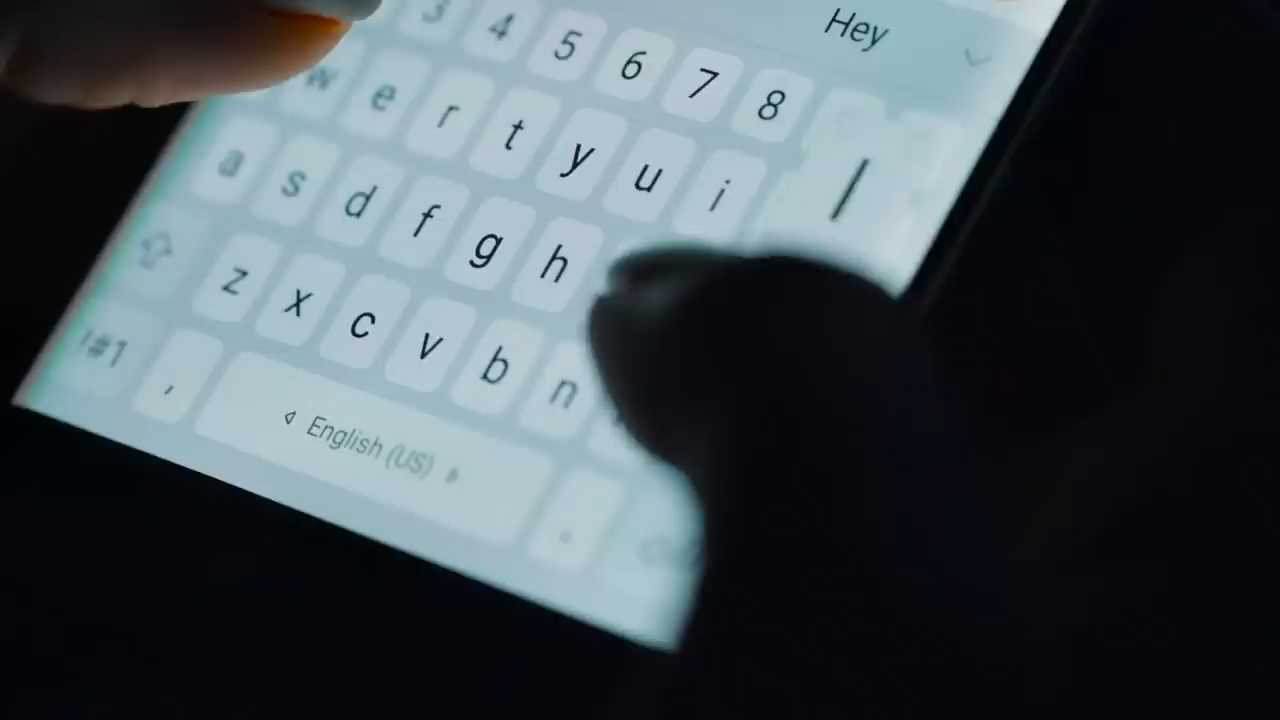 Hey
3 4 5 6 7 8
w e r t y u i
l
a s d f g h
z x c v b n
!#1 , English (US) .